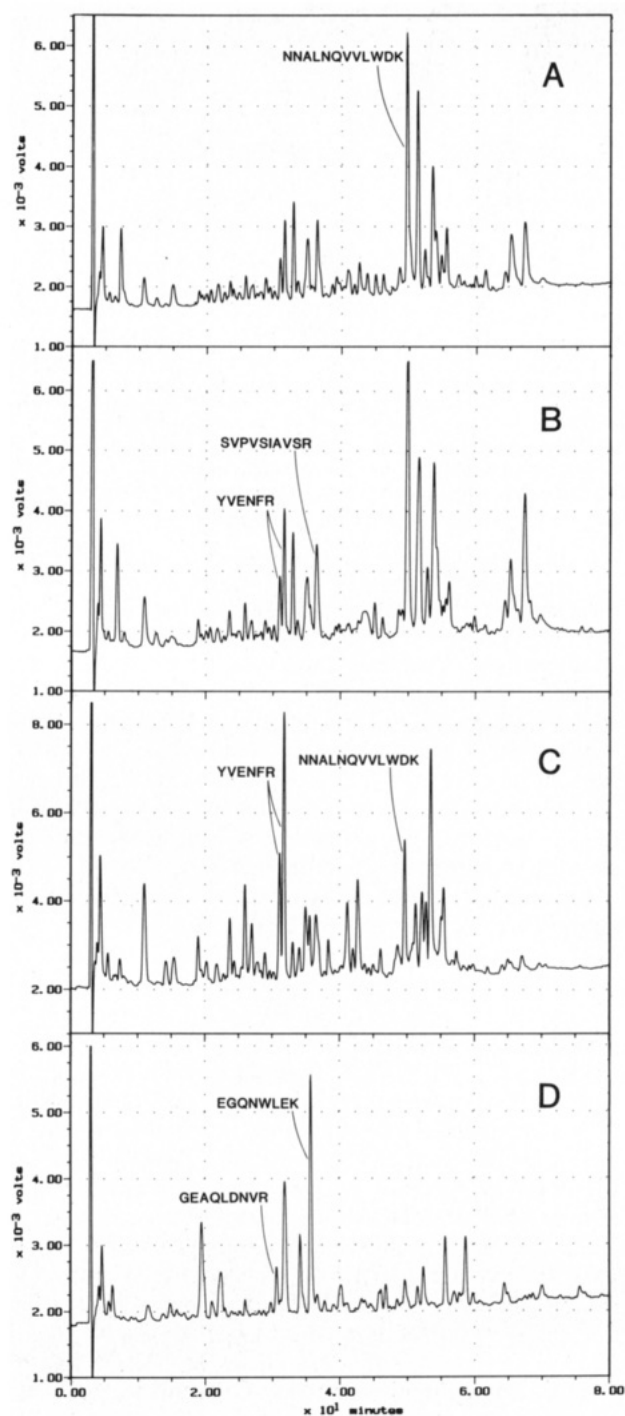 6.00
NNALNQVVLWDK
A
5.00
4.00
x 10⁻³ volts
3.00
2.00
1.00
6.00
B
5.00
SVPVSIAVSR
4.00
YVENFR
x 10⁻³ volts
3.00
2.00
1.00
8.00
C
YVENFR
NNALNQVVLWDK
6.00
x 10⁻³ volts
4.00
2.00
6.00
D
5.00
EGQNWLEK
4.00
GEAQLDNVR
x 10⁻³ volts
3.00
2.00
1.00
0.00 2.00 4.00 6.00 8.00
x 10¹ minutes